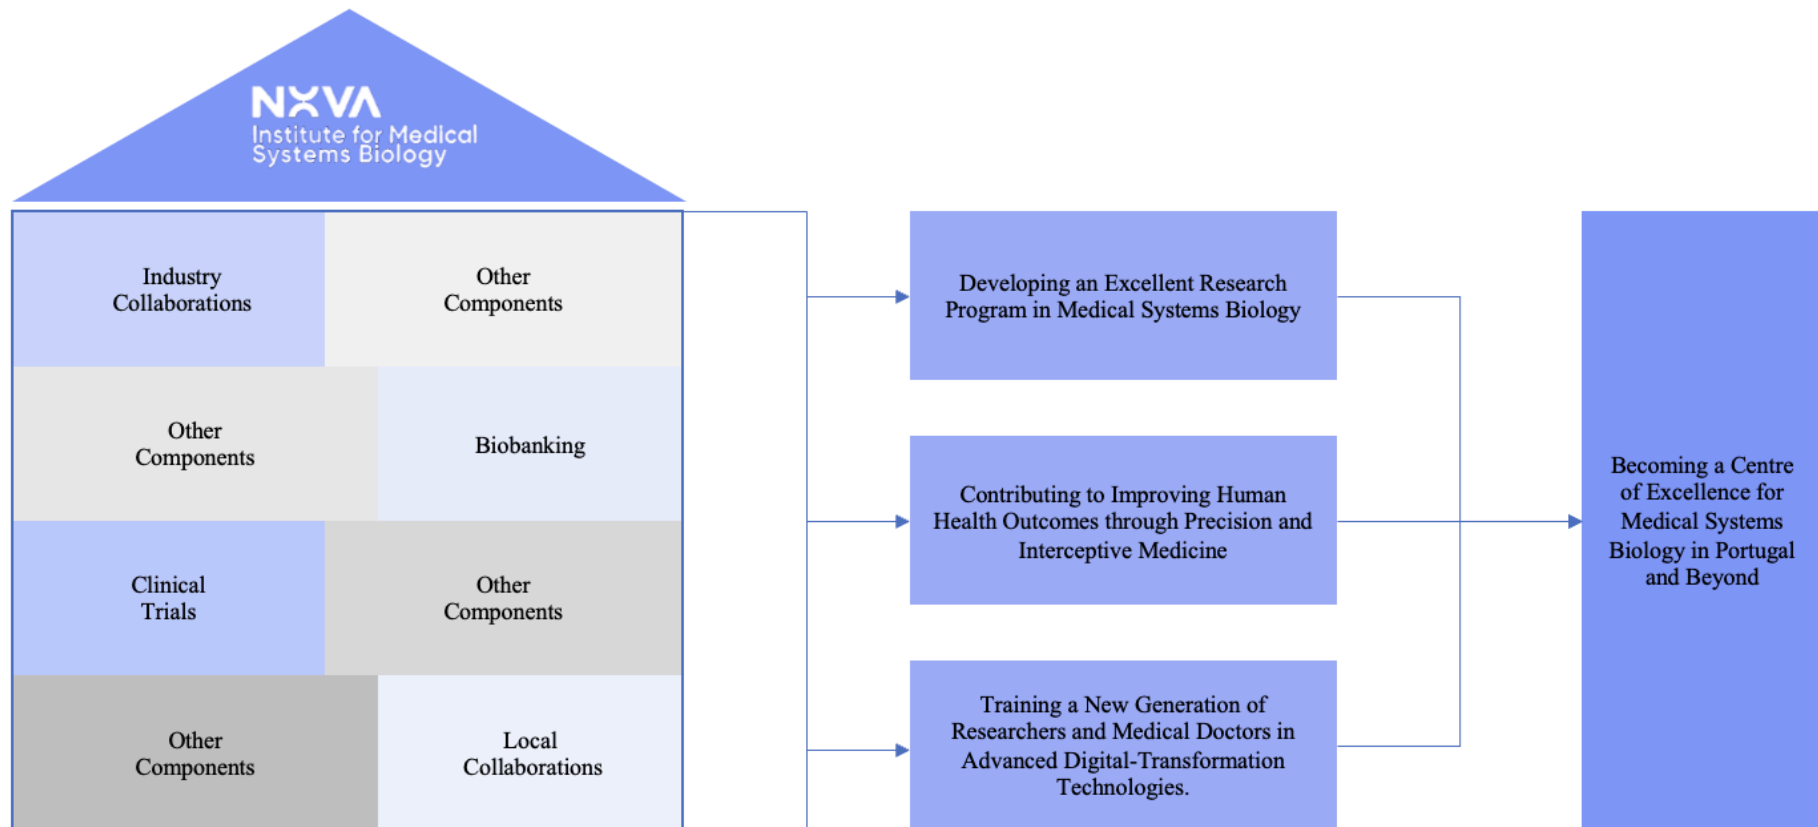 NOVA
Institute for Medical
Systems Biology
Industry
Collaborations
Other
Components
Other
Components
Biobanking
Clinical
Trials
Other
Components
Other
Components
Local
Collaborations
Developing an Excellent Research
Program in Medical Systems Biology
Contributing to Improving Human
Health Outcomes through Precision and
Interceptive Medicine
Training a New Generation of
Researchers and Medical Doctors in
Advanced Digital-Transformation
Technologies.
Becoming a Centre
of Excellence for
Medical Systems
Biology in Portugal
and Beyond